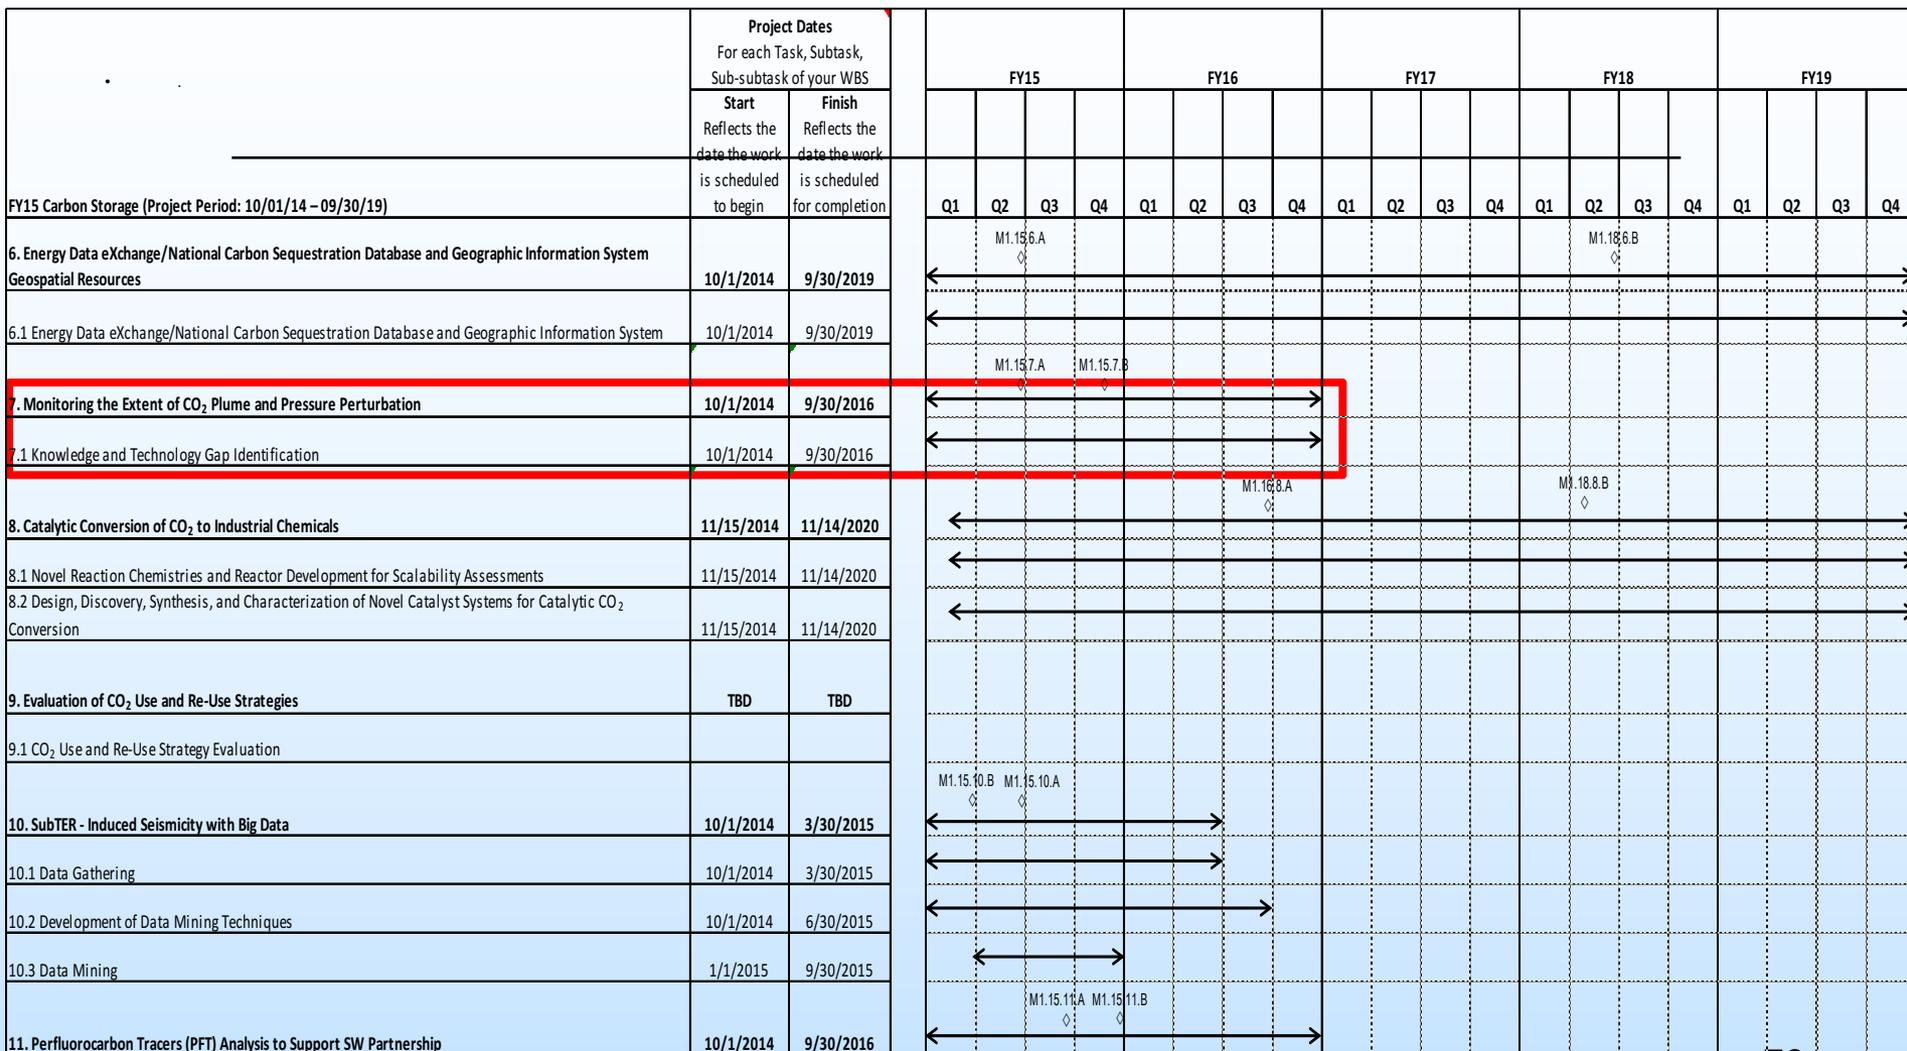 Project Dates
For each Task, Subtask,
Sub-subtask of your WBS
FY15 FY16 FY17 FY18 FY19
Start Finish
Reflects the Reflects the
date the work date the work
is scheduled is scheduled
to begin for completion
FY15 Carbon Storage (Project Period: 10/01/14 – 09/30/19) Q1 Q2 Q3 Q4 Q1 Q2 Q3 Q4 Q1 Q2 Q3 Q4 Q1 Q2 Q3 Q4 Q1 Q2 Q3 Q4
M1.15.6.A M1.18.6.B
6. Energy Data eXchange/National Carbon Sequestration Database and Geographic Information System
Geospatial Resources 10/1/2014 9/30/2019
6.1 Energy Data eXchange/National Carbon Sequestration Database and Geographic Information System 10/1/2014 9/30/2019
M1.15.7.A M1.15.7.B
7. Monitoring the Extent of CO₂ Plume and Pressure Perturbation 10/1/2014 9/30/2016
7.1 Knowledge and Technology Gap Identification 10/1/2014 9/30/2016
M1.16.8.A M1.18.8.B
8. Catalytic Conversion of CO₂ to Industrial Chemicals 11/15/2014 11/14/2020
8.1 Novel Reaction Chemistries and Reactor Development for Scalability Assessments 11/15/2014 11/14/2020
8.2 Design, Discovery, Synthesis, and Characterization of Novel Catalyst Systems for Catalytic CO₂
Conversion 11/15/2014 11/14/2020
9. Evaluation of CO₂ Use and Re-Use Strategies TBD TBD
9.1 CO₂ Use and Re-Use Strategy Evaluation
M1.15.10.B M1.15.10.A
10. SubTER - Induced Seismicity with Big Data 10/1/2014 3/30/2015
10.1 Data Gathering 10/1/2014 3/30/2015
10.2 Development of Data Mining Techniques 10/1/2014 6/30/2015
10.3 Data Mining 1/1/2015 9/30/2015
M1.15.11.A M1.15.11.B
11. Perfluorocarbon Tracers (PFT) Analysis to Support SW Partnership 10/1/2014 9/30/2016